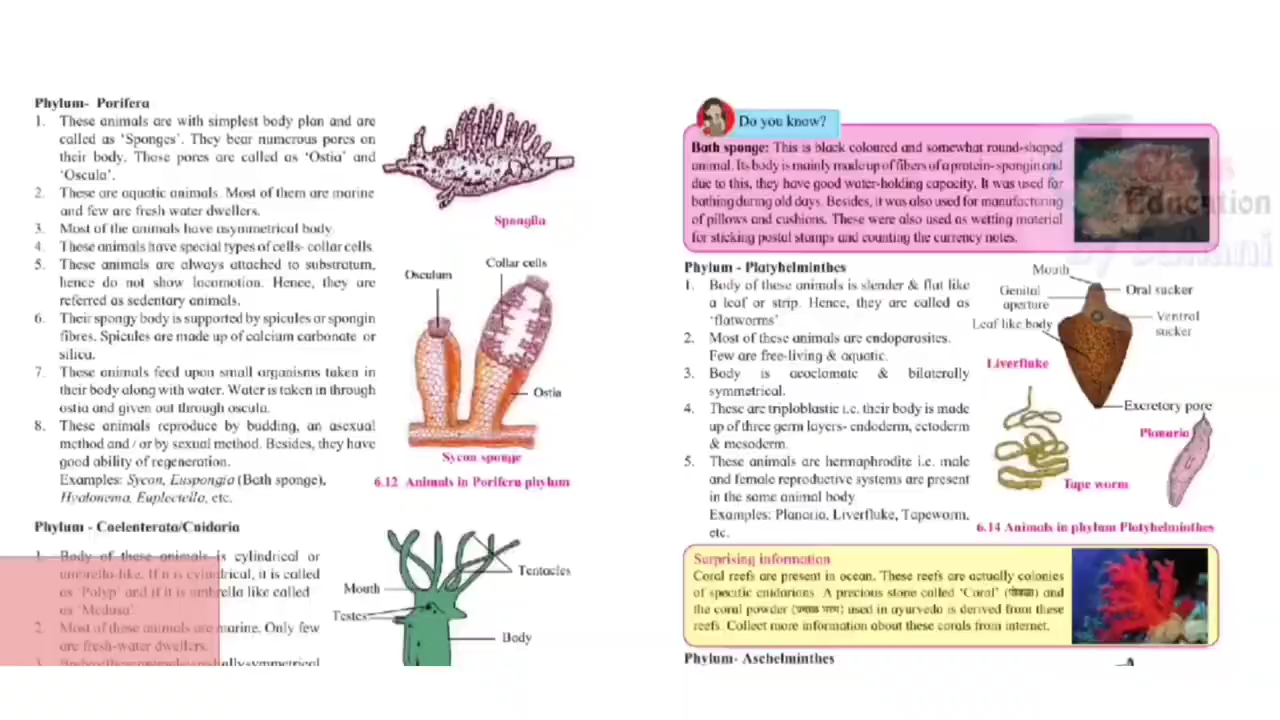 Phylum- Porifera
1. These animals are with simplest body plan and are
called as 'Sponges'. They bear numerous pores on
their body. Those pores are called as 'Ostia' and
'Oscula'.
2. These are aquatic animals. Most of them are marine
and few are fresh water dwellers.
3. Most of the animals have asymmetrical body.
4. These animals have special types of cells- collar cells.
5. These animals are always attached to substratum,
hence do not show locomotion. Hence, they are
referred as sedentary animals.
6. Their spongy body is supported by spicules or spongin
fibres. Spicules are made up of calcium carbonate or
silica.
7. These animals feed upon small organisms taken in
their body along with water. Water is taken in through
ostia and given out through oscula.
8. These animals reproduce by budding, an asexual
method and / or by sexual method. Besides, they have
good ability of regeneration.
Examples: Sycon, Euspongia (Bath sponge),
Hyalonema, Euplectella, etc.
Spongila
Osculum
Collar cells
Ostia
Sycon sponge
6.12 Animals in Porifera phylum
Phylum - Coelenterata/Cnidaria
1. Body of these animals is cylindrical or
umbrella-like. If it is cylindrical, it is called
as 'Polyp' and if it is umbrella like called
as 'Medusa'.
2. Most of these animals are marine. Only few
are fresh-water dwellers.
3. Body of these animals is radially symmetrical
Tentacles
Mouth
Testes
Body
Do you know?
Bath sponge: This is black coloured and somewhat round-shaped
animal. Its body is mainly made up of fibers of a protein- spongin and
due to this, they have good water-holding capacity. It was used for
bathing during old days. Besides, it was also used for manufacturing
of pillows and cushions. These were also used as wetting material
for sticking postal stamps and counting the currency notes.
Education
By
Phylum - Platyhelminthes
1. Body of these animals is slender & flat like
a leaf or strip. Hence, they are called as
'flatworms'
2. Most of these animals are endoparasites.
Few are free-living & aquatic.
3. Body is acoelomate & bilaterally
symmetrical.
4. These are triploblastic i.e. their body is made
up of three germ layers- endoderm, ectoderm
& mesoderm.
5. These animals are hermaphrodite i.e. male
and female reproductive systems are present
in the same animal body.
Examples: Planaria, Liverfluke, Tapeworm,
etc.
Mouth
Genital
aperture
Oral sucker
Ventral
sucker
Leaf like body
Liverfluke
Excretory pore
Planaria
Tape worm
6.14 Animals in phylum Platyhelminthes
Surprising information
Coral reefs are present in ocean. These reefs are actually colonies
of specific cnidarians. A precious stone called 'Coral' (पोवळा) and
the coral powder (प्रवाळ भस्म) used in ayurveda is derived from these
reefs. Collect more information about these corals from internet.
Phylum- Aschelminthes